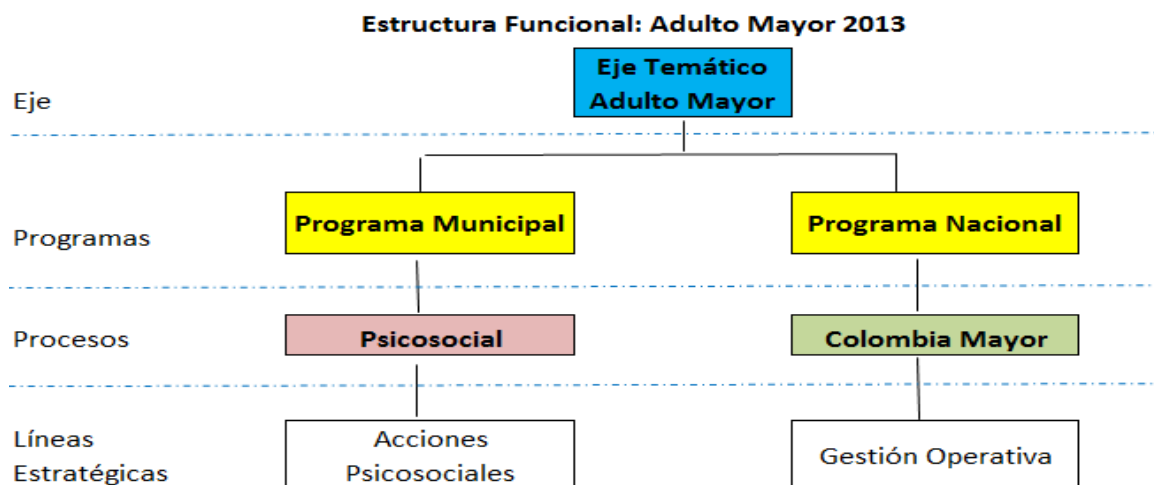 Estructura Funcional: Adulto Mayor 2013
Eje
Eje Temático
Adulto Mayor
Programas
Programa Municipal
Programa Nacional
Procesos
Psicosocial
Colombia Mayor
Líneas
Estratégicas
Acciones
Psicosociales
Gestión Operativa